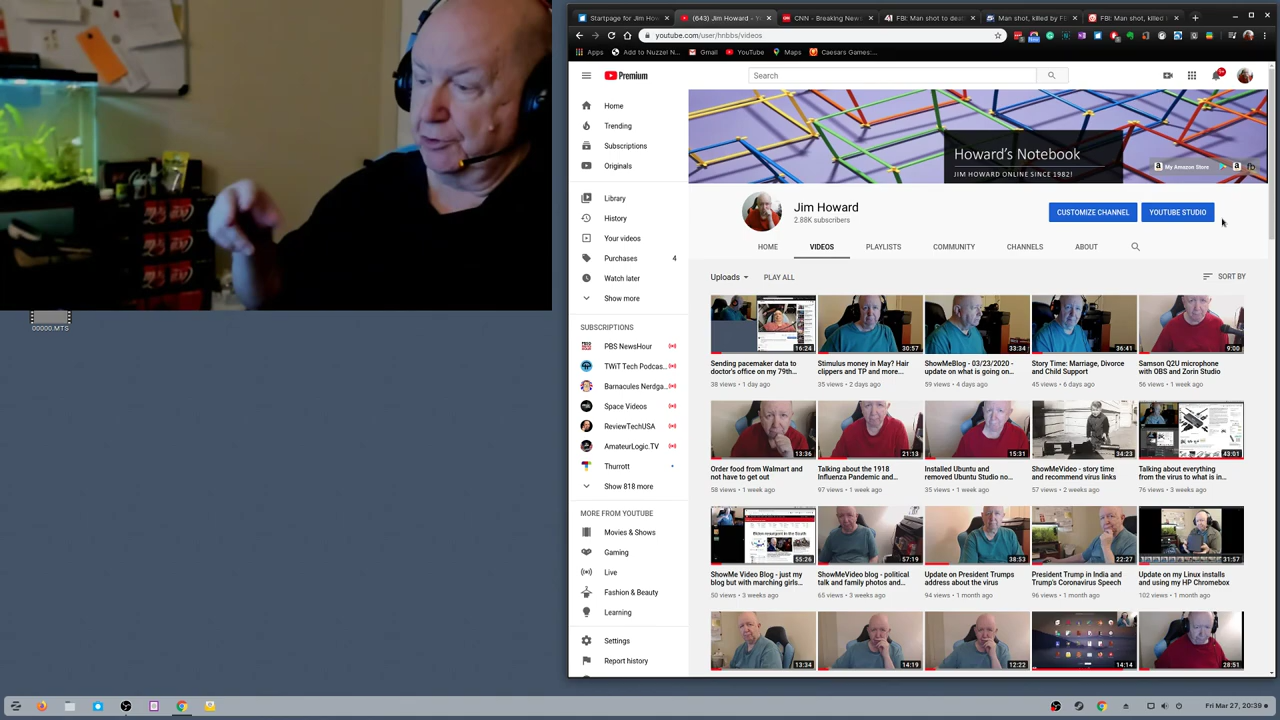 00000.MTS
Startpage for Jim How
(643) Jim Howard - Y
CNN - Breaking New
FBI: Man shot to deat
Man shot, killed by F
FBI: Man shot, killed
youtube.com/user/hnbbs/videos
Apps
Add to Nuzzel N...
Gmail
YouTube
Maps
Caesars Games:...
Premium
Search
9+
Home
Trending
Subscriptions
Originals
Library
History
Your videos
Purchases 4
Watch later
Show more
SUBSCRIPTIONS
PBS NewsHour
TWiT Tech Podcas...
Barnacules Nerdga...
Space Videos
ReviewTechUSA
AmateurLogic.TV
Thurrott
Show 818 more
MORE FROM YOUTUBE
Movies & Shows
Gaming
Live
Fashion & Beauty
Learning
Settings
Report history
Howard's Notebook
JIM HOWARD ONLINE SINCE 1982!
My Amazon Store
Jim Howard
2.88K subscribers
CUSTOMIZE CHANNEL
YOUTUBE STUDIO
HOME VIDEOS PLAYLISTS COMMUNITY CHANNELS ABOUT
Uploads
PLAY ALL
SORT BY
16:24
Sending pacemaker data to
doctor's office on my 79th...
38 views • 1 day ago
30:57
Stimulus money in May? Hair
clippers and TP and more...
35 views • 2 days ago
33:34
ShowMeBlog - 03/23/2020 -
update on what is going on...
59 views • 4 days ago
36:41
Story Time: Marriage, Divorce
and Child Support
45 views • 6 days ago
9:00
Samson Q2U microphone
with OBS and Zorin Studio
56 views • 1 week ago
13:36
Order food from Walmart and
not have to get out
58 views • 1 week ago
21:13
Talking about the 1918
Influenza Pandemic and...
97 views • 1 week ago
15:31
Installed Ubuntu and
removed Ubuntu Studio no...
35 views • 1 week ago
34:23
ShowMeVideo - story time
and recommend virus links
57 views • 2 weeks ago
43:01
Talking about everything
from the virus to what is in...
76 views • 3 weeks ago
55:26
ShowMe Video Blog - just my
blog but with marching girls...
50 views • 3 weeks ago
57:19
ShowMeVideo blog - political
talk and family photos and...
65 views • 3 weeks ago
38:53
Update on President Trumps
address about the virus
94 views • 1 month ago
22:27
President Trump in India and
Trump's Coronavirus Speech
96 views • 1 month ago
31:57
Update on my Linux installs
and using my HP Chromebox
102 views • 1 month ago
13:34
14:19
12:22
14:14
28:51
Fri Mar 27, 20:39